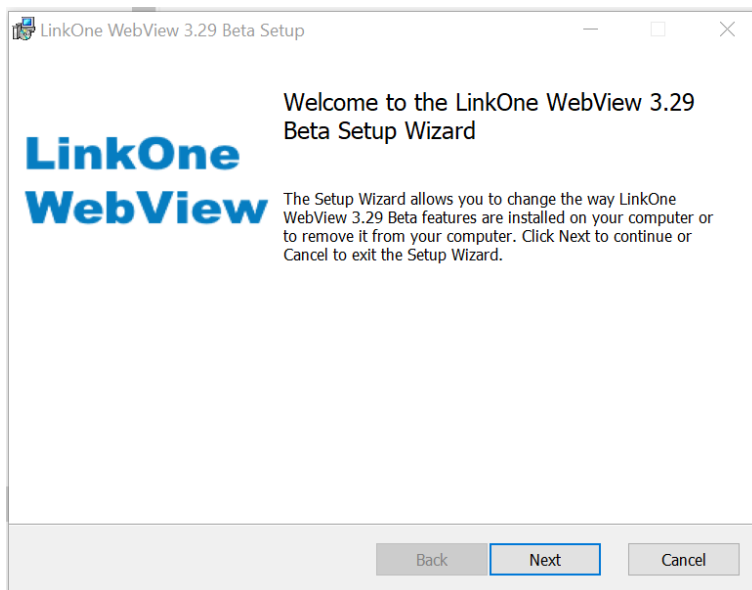 LinkOne WebView 3.29 Beta Setup
Welcome to the LinkOne WebView 3.29
Beta Setup Wizard
LinkOne
WebView
The Setup Wizard allows you to change the way LinkOne
WebView 3.29 Beta features are installed on your computer or
to remove it from your computer. Click Next to continue or
Cancel to exit the Setup Wizard.
Back
Next
Cancel